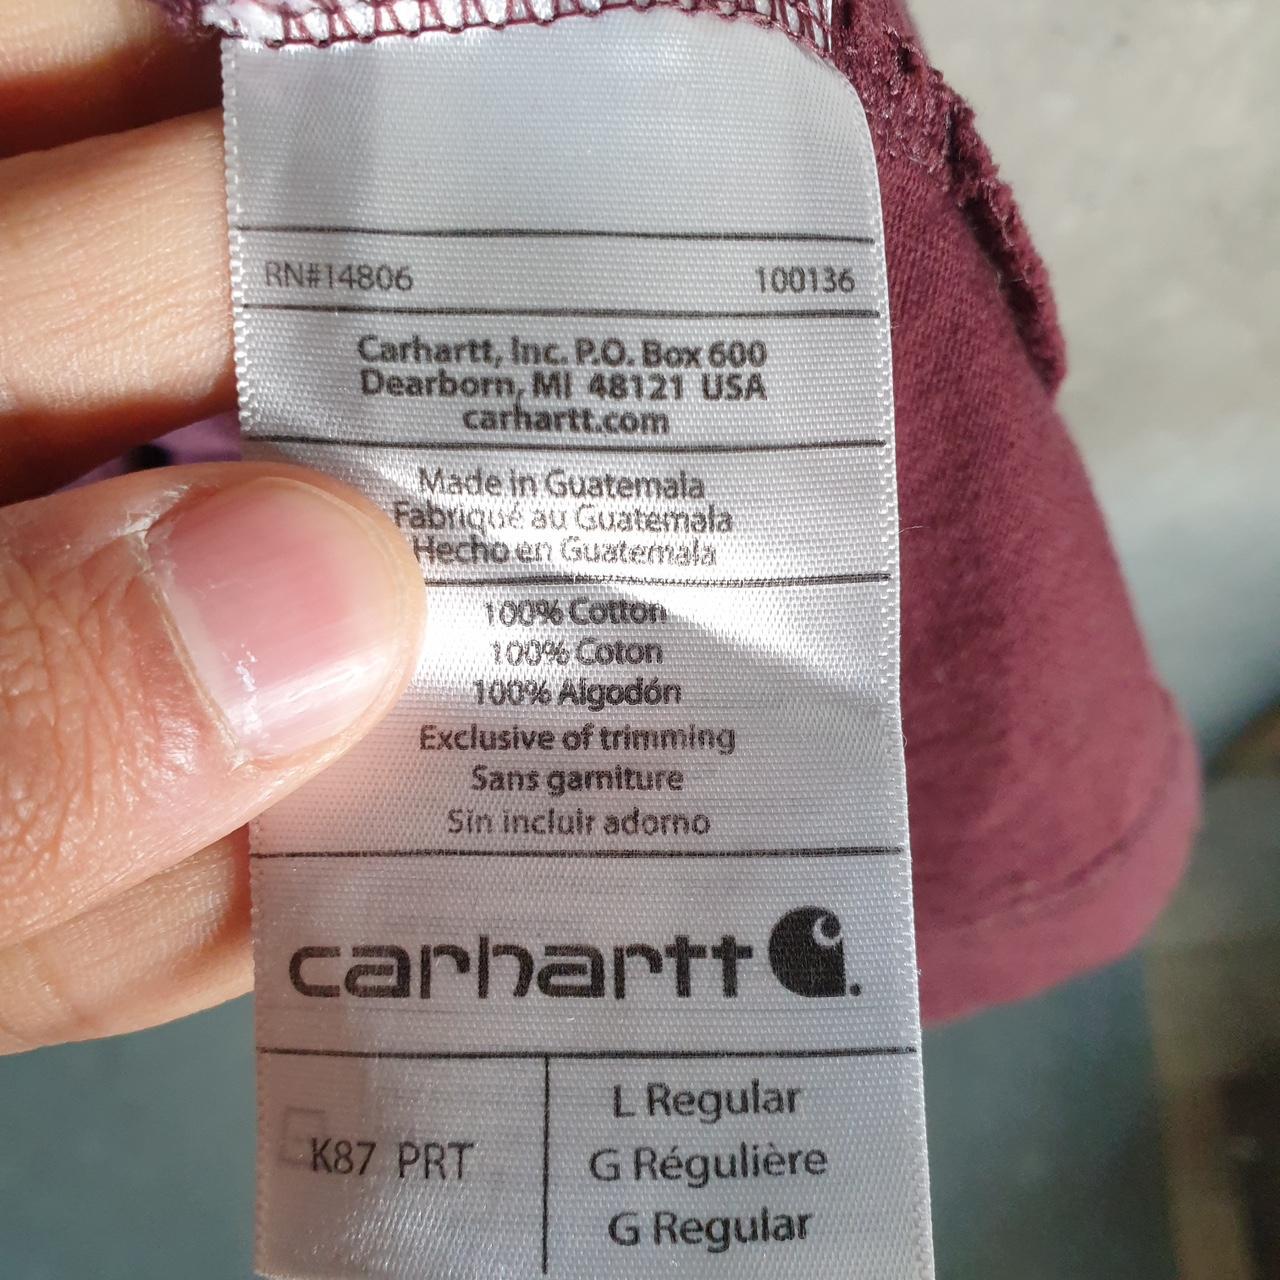 RN#14806 100136
Carhartt, Inc. P.O. Box 600
Dearborn, MI 48121 USA
carhartt.com
Made in Guatemala
Fabriqué au Guatemala
Hecho en Guatemala
100% Cotton
100% Coton
100% Algodón
Exclusive of trimming
Sans garniture
Sin incluir adorno
carhartt
K87 PRT
L Regular
G Régulière
G Regular